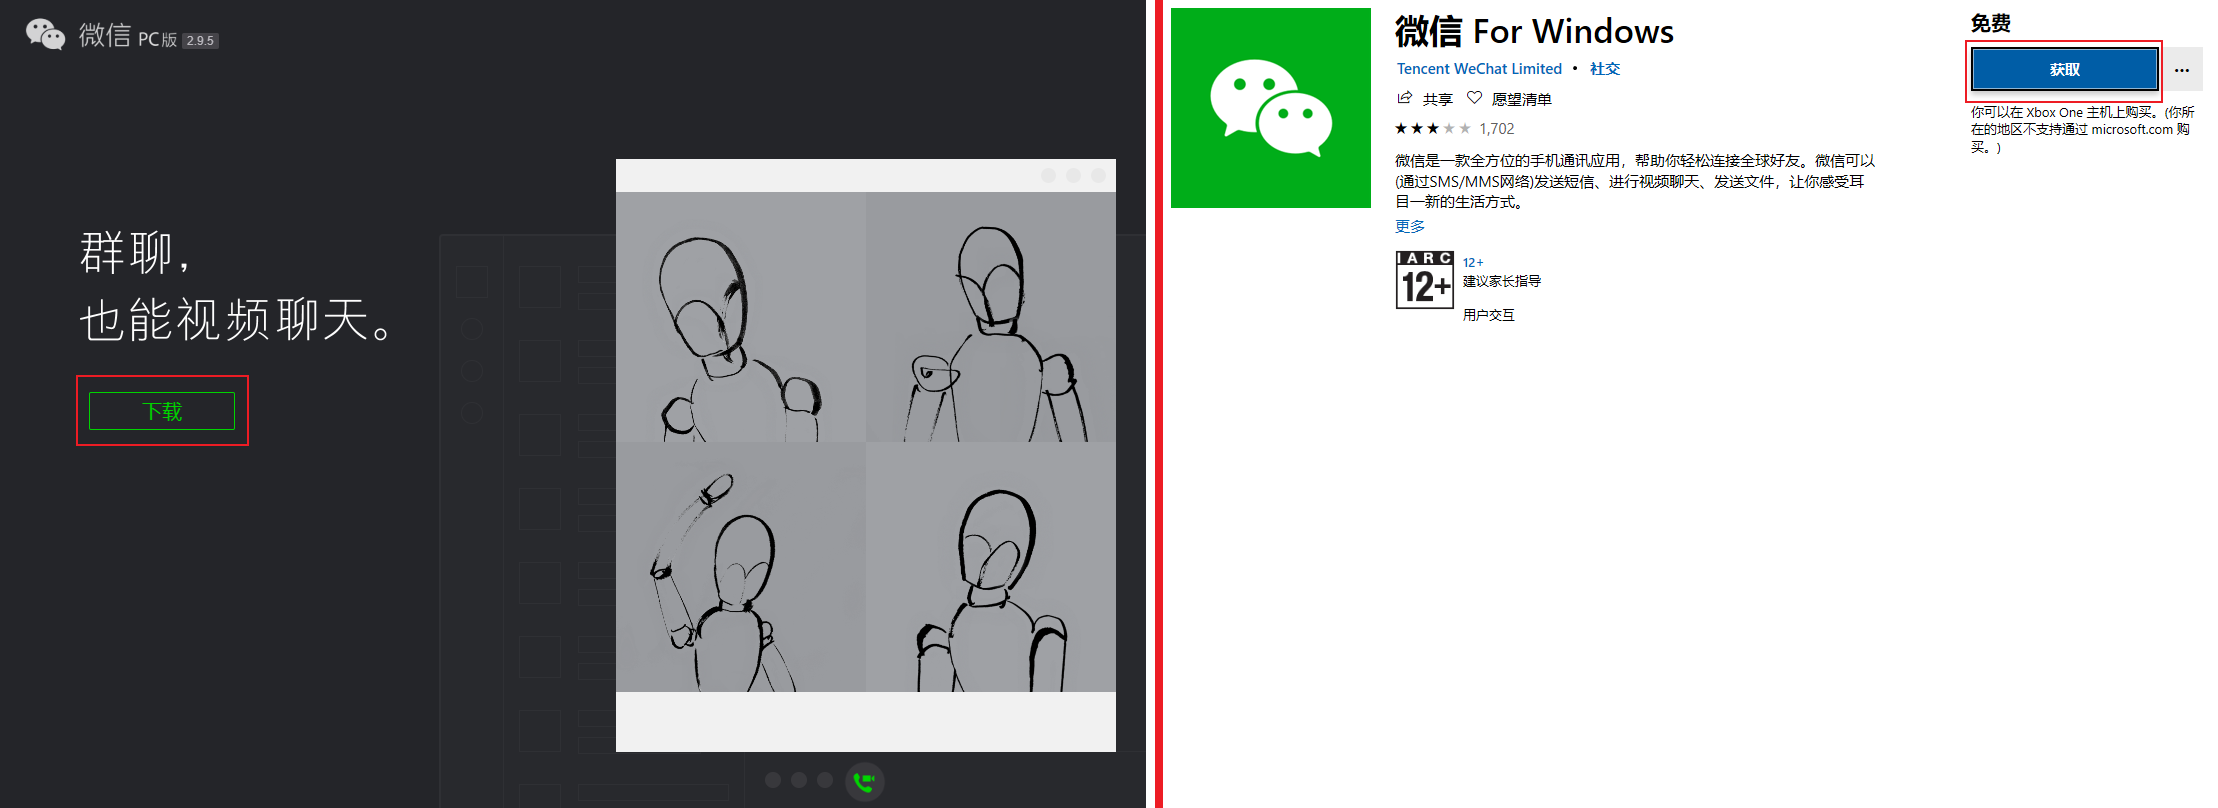 微信 PC版 2.9.5
群聊，
也能视频聊天。
下载
微信 For Windows
Tencent WeChat Limited • 社交
共享 愿望清单
★★★★★ 1,702
微信是一款全方位的手机通讯应用，帮助你轻松连接全球好友。微信可以
(通过SMS/MMS网络)发送短信、进行视频聊天、发送文件，让你感受耳
目一新的生活方式。
更多
IARC
12+
12+
建议家长指导
用户交互
免费
获取
你可以在 Xbox One 主机上购买。(你所
在的地区不支持通过 microsoft.com 购
买。)